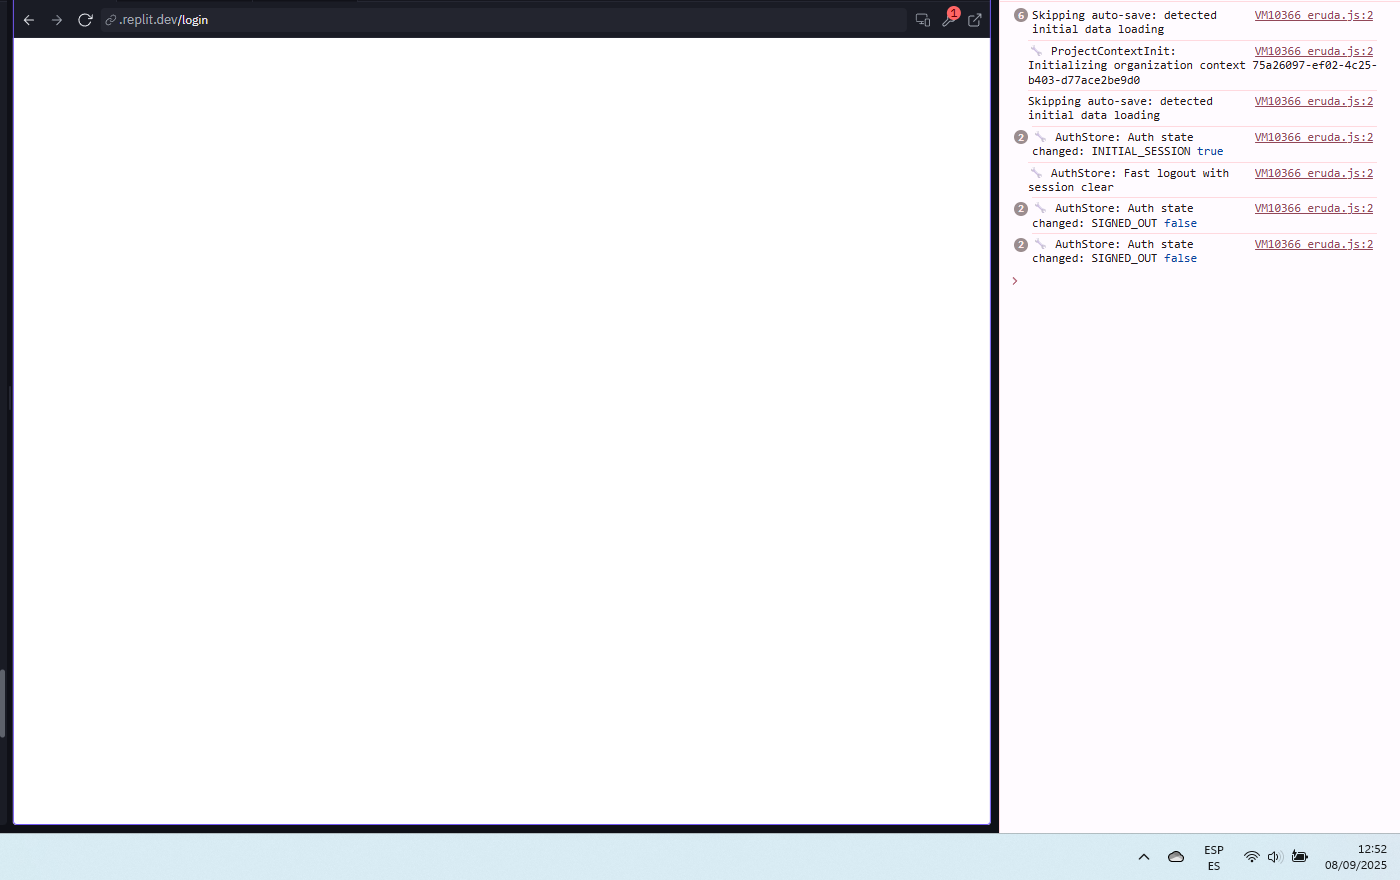 .replit.dev/login
1
6 Skipping auto-save: detected VM10366 eruda.js:2
initial data loading
🔧 ProjectContextInit: VM10366 eruda.js:2
Initializing organization context 75a26097-ef02-4c25-
b403-d77ace2be9d0
Skipping auto-save: detected VM10366 eruda.js:2
initial data loading
2 🔧 AuthStore: Auth state VM10366 eruda.js:2
changed: INITIAL_SESSION true
🔧 AuthStore: Fast logout with VM10366 eruda.js:2
session clear
2 🔧 AuthStore: Auth state VM10366 eruda.js:2
changed: SIGNED_OUT false
2 🔧 AuthStore: Auth state VM10366 eruda.js:2
changed: SIGNED_OUT false
ESP
ES
12:52
08/09/2025